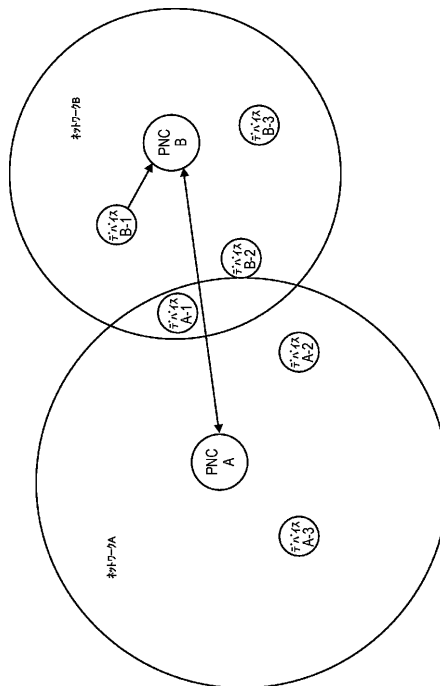 ネットワークB
PNC
B
デバイス
B-1
デバイス
B-3
デバイス
B-2
デバイス
A-1
デバイス
A-2
PNC
A
デバイス
A-3
ネットワークA